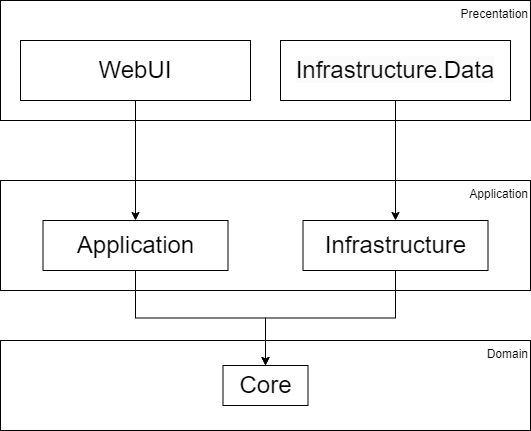 Precentation
WebUI
Infrastructure.Data
Application
Application
Infrastructure
Domain
Core